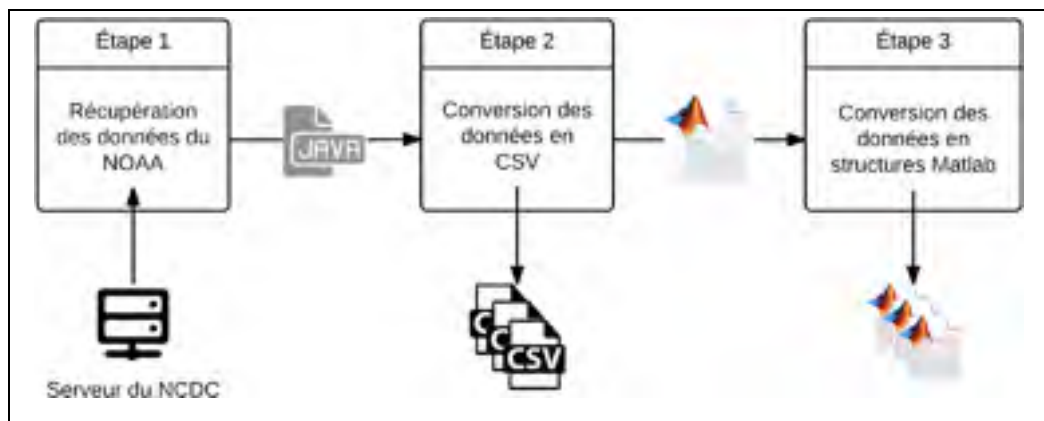 Étape 1
Récupération
des données du
NOAA
JAVA
Étape 2
Conversion des
données en
CSV
Étape 3
Conversion des
données en
structures Matlab
Serveur du NCDC
C
C
CSV